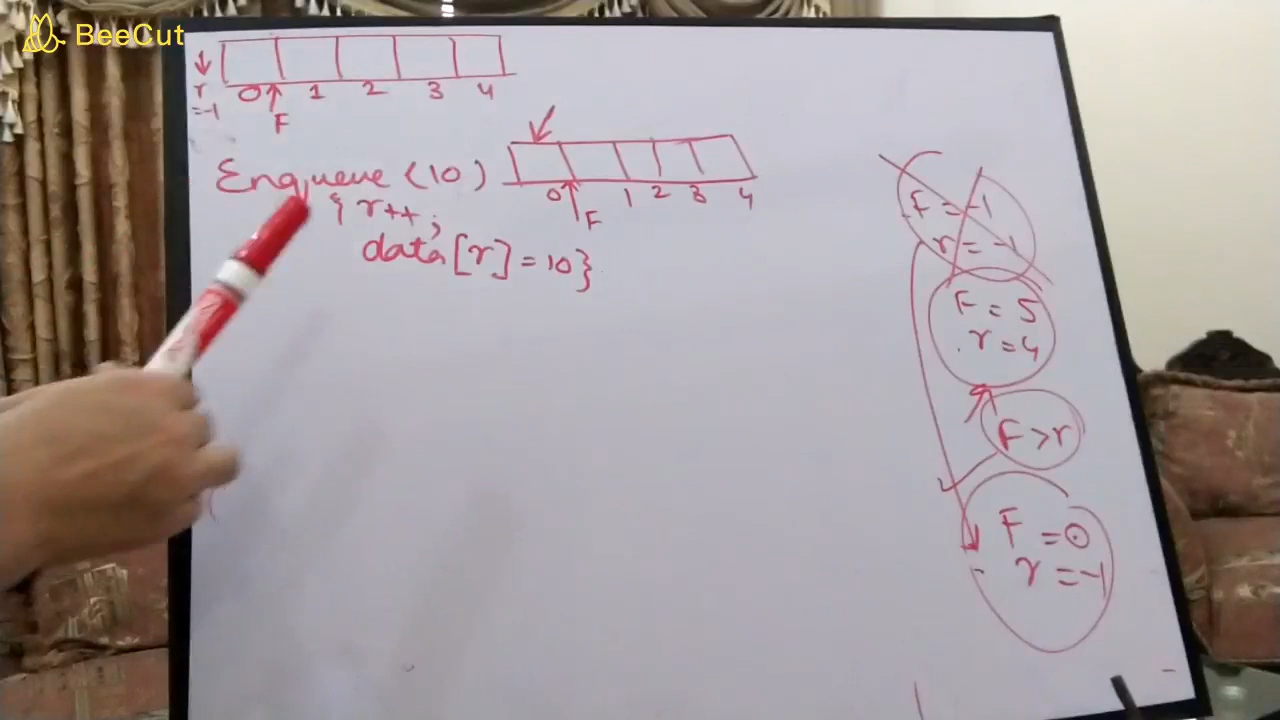 BeeCut
r
=-1
0 1 2 3 4
F
Enqueue (10)
0 1 2 3 4
F
{ r++;
data[r] = 10}
F = -1
r = -1
F = 5
r = 4
F > r
F = 0
r = -1